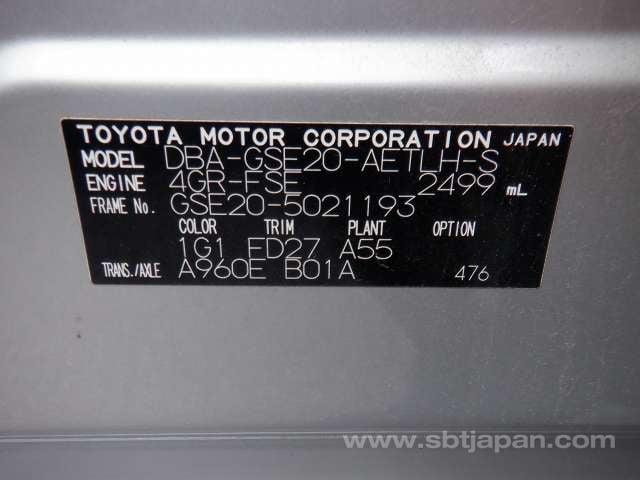 TOYOTA MOTOR CORPORATION JAPAN
MODEL DBA-GSE20-AETLH-S
ENGINE 4GR-FSE 2499 mL
FRAME No. GSE20-5021193
COLOR TRIM PLANT OPTION
1G1 FD27 A55
TRANS./AXLE A960E B01A 476
www.sbtjapan.com